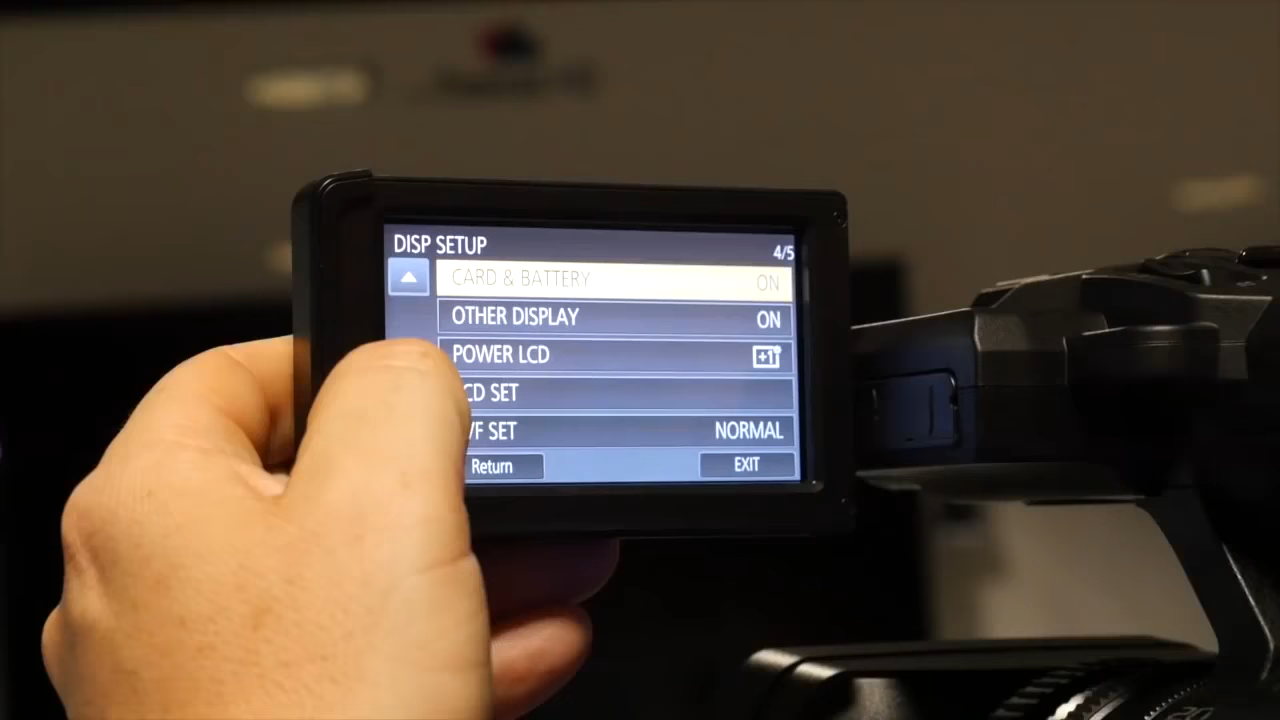 DISP SETUP 4/5
CARD & BATTERY ON
OTHER DISPLAY ON
POWER LCD +1
CD SET
/F SET NORMAL
Return EXIT
20